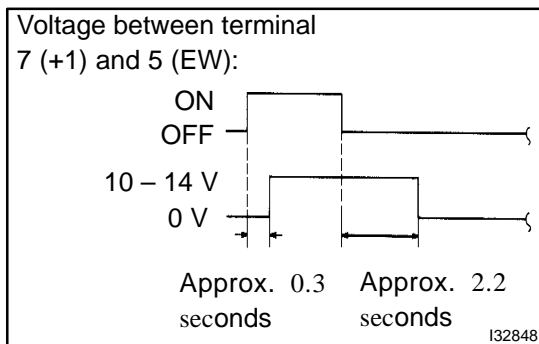 Voltage between terminal
7 (+1) and 5 (EW):
ON
OFF
10 – 14 V
0 V
Approx. 0.3
seconds
Approx. 2.2
seconds
I32848